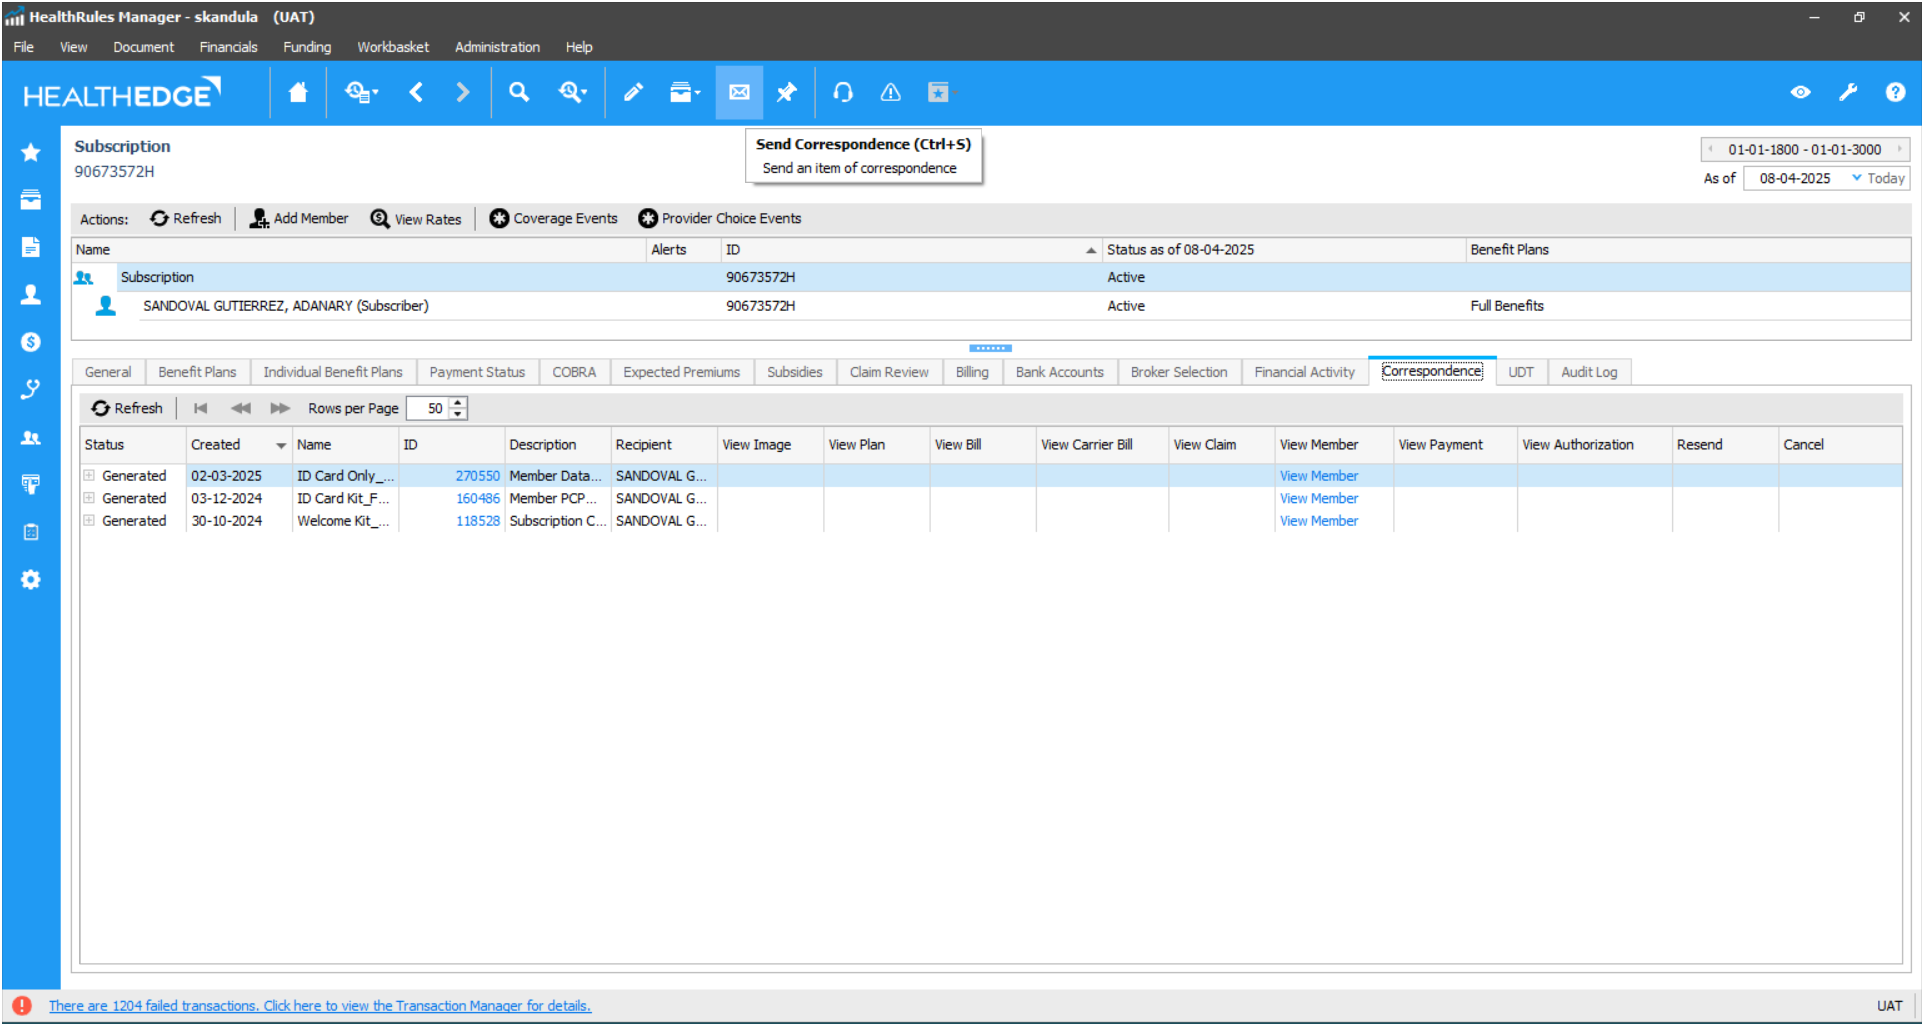 HealthRules Manager - skandula (UAT)
File View Document Financials Funding Workbasket Administration Help
HEALTHEDGE
Subscription
90673572H
Send Correspondence (Ctrl+S)
Send an item of correspondence
01-01-1800 - 01-01-3000
As of 08-04-2025 Today
Actions: Refresh Add Member View Rates Coverage Events Provider Choice Events
Name Alerts ID Status as of 08-04-2025 Benefit Plans
Subscription 90673572H Active
SANDOVAL GUTIERREZ, ADANARY (Subscriber) 90673572H Active Full Benefits
General Benefit Plans Individual Benefit Plans Payment Status COBRA Expected Premiums Subsidies Claim Review Billing Bank Accounts Broker Selection Financial Activity Correspondence UDT Audit Log
Refresh Rows per Page 50
Status Created Name ID Description Recipient View Image View Plan View Bill View Carrier Bill View Claim View Member View Payment View Authorization Resend Cancel
Generated 02-03-2025 ID Card Only_... 270550 Member Data... SANDOVAL G... View Member
Generated 03-12-2024 ID Card Kit_F... 160486 Member PCP... SANDOVAL G... View Member
Generated 30-10-2024 Welcome Kit_... 118528 Subscription C... SANDOVAL G... View Member
There are 1204 failed transactions. Click here to view the Transaction Manager for details.
UAT